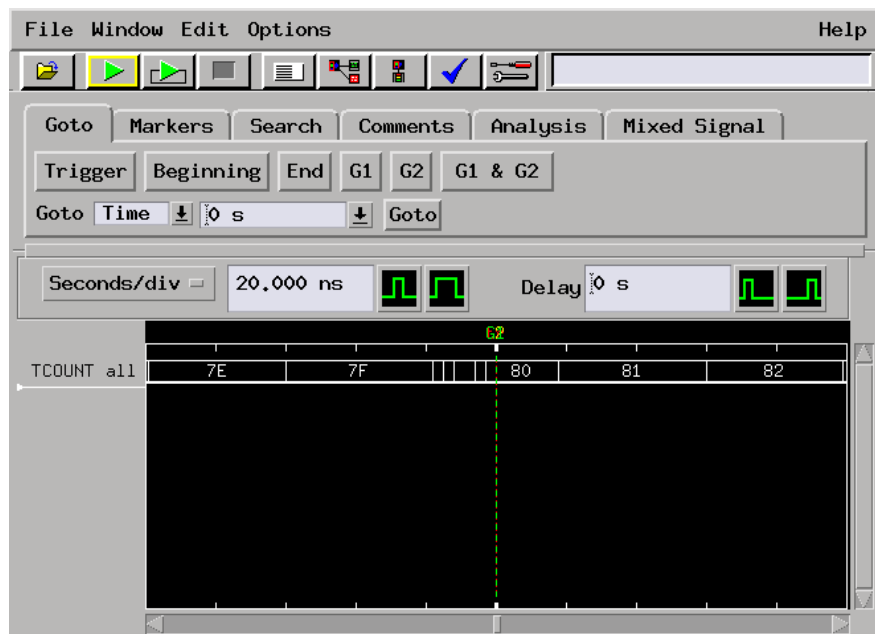 File Window Edit Options Help
Goto Markers Search Comments Analysis Mixed Signal
Trigger Beginning End G1 G2 G1 & G2
Goto Time 0 s Goto
Seconds/div 20.000 ns Delay 0 s
G2
TCOUNT all 7E 7F 80 81 82